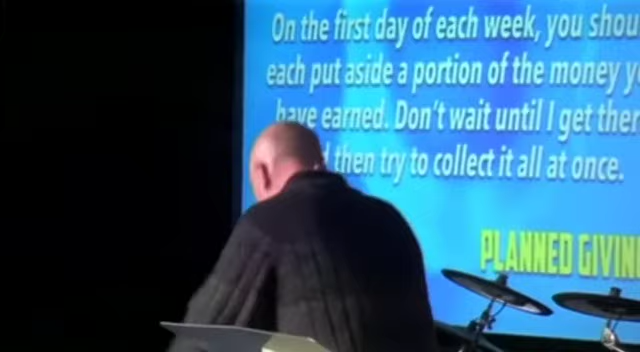 On the first day of each week, you shou
each put aside a portion of the money y
have earned. Don't wait until I get ther
then try to collect it all at once.
PLANNED GIVIN